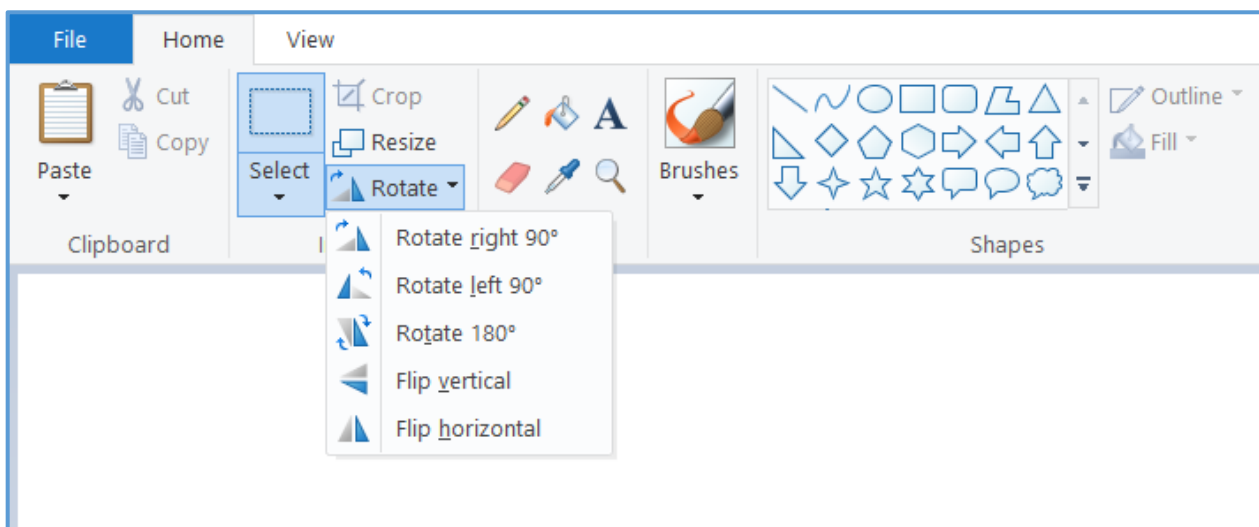 File Home View
Cut
Copy
Paste
Select
Crop
Resize
Rotate
A
Brushes
Outline
Fill
Clipboard
Shapes
Rotate right 90°
Rotate left 90°
Rotate 180°
Flip vertical
Flip horizontal